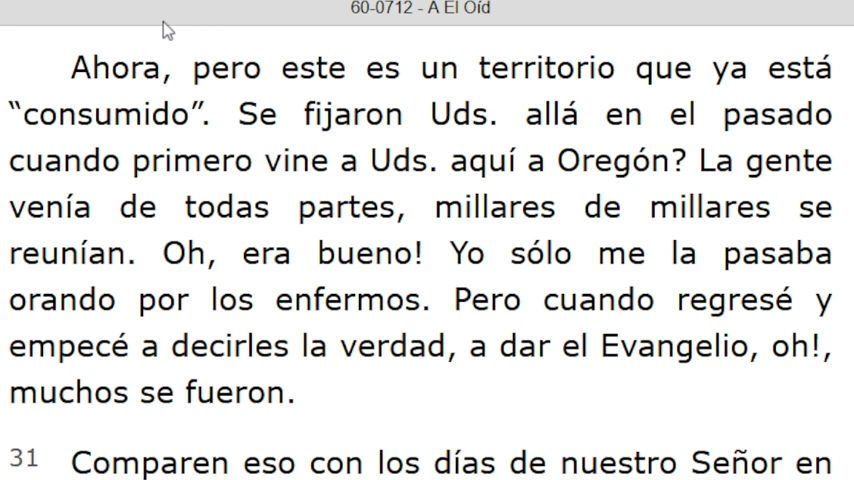 60-0712 - A El Oíd
Ahora, pero este es un territorio que ya está
“consumido”. Se fijaron Uds. allá en el pasado
cuando primero vine a Uds. aquí a Oregón? La gente
venía de todas partes, millares de millares se
reunían. Oh, era bueno! Yo sólo me la pasaba
orando por los enfermos. Pero cuando regresé y
empecé a decirles la verdad, a dar el Evangelio, oh!,
muchos se fueron.
31 Comparen eso con los días de nuestro Señor en